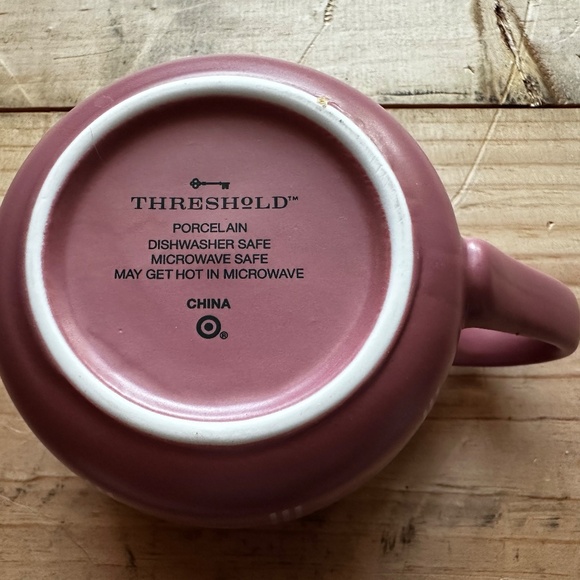 THRESHOLD™
PORCELAIN
DISHWASHER SAFE
MICROWAVE SAFE
MAY GET HOT IN MICROWAVE
CHINA
®